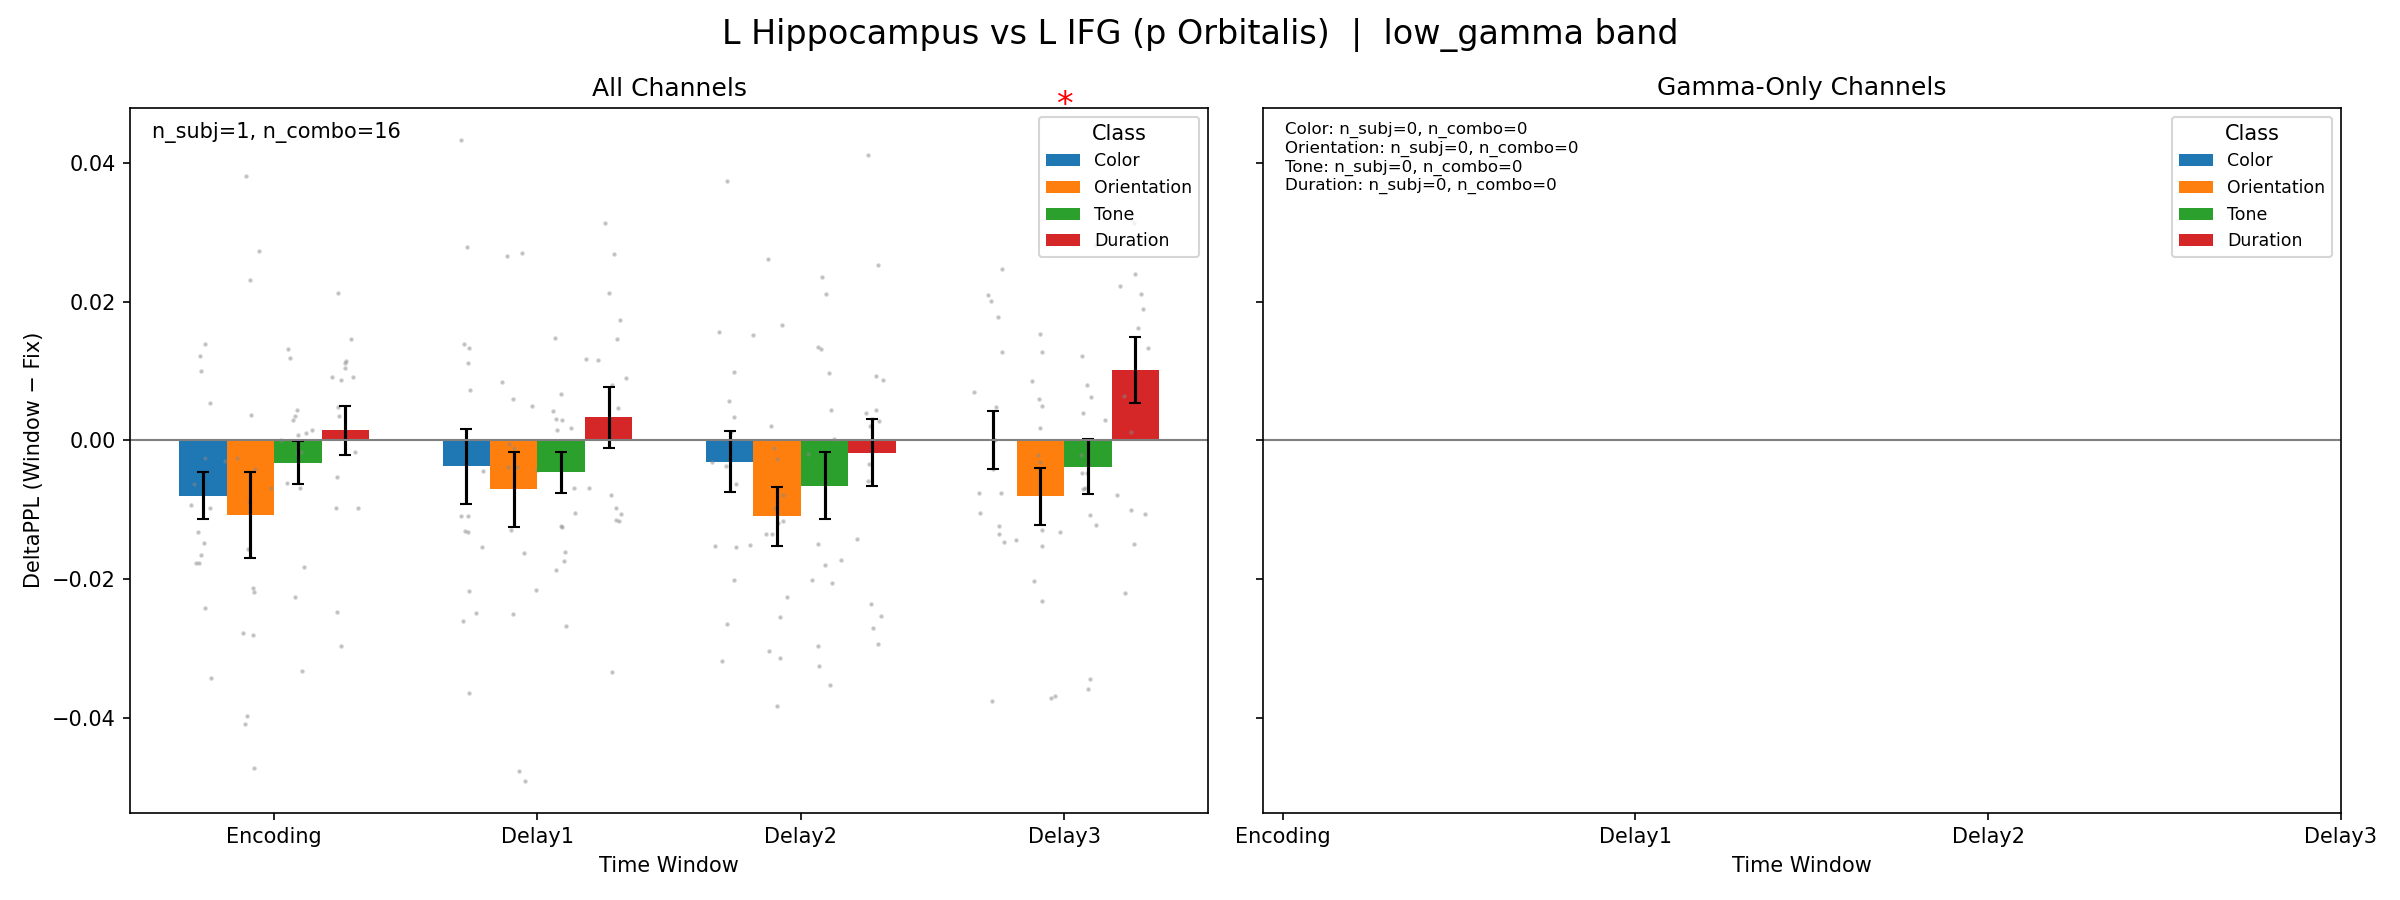 L Hippocampus vs L IFG (p Orbitalis)  |  low_gamma band
All Channels
*
n_subj=1, n_combo=16
Class
Color
Orientation
Tone
Duration
0.04
0.02
0.00
−0.02
−0.04
DeltaPPL (Window − Fix)
Encoding
Delay1
Delay2
Delay3
Time Window
Gamma-Only Channels
Color: n_subj=0, n_combo=0
Orientation: n_subj=0, n_combo=0
Tone: n_subj=0, n_combo=0
Duration: n_subj=0, n_combo=0
Class
Color
Orientation
Tone
Duration
Encoding
Delay1
Delay2
Delay3
Time Window